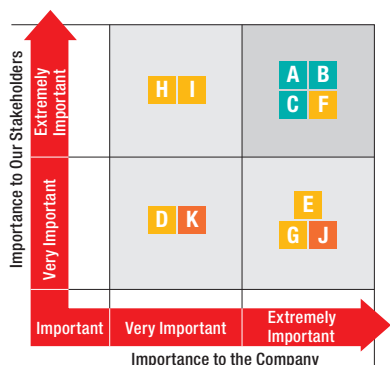 Importance to Our Stakeholders
Extremely
Important
Very Important
H I
A B
C F
D K
E
G J
Important
Very Important
Extremely
Important
Importance to the Company